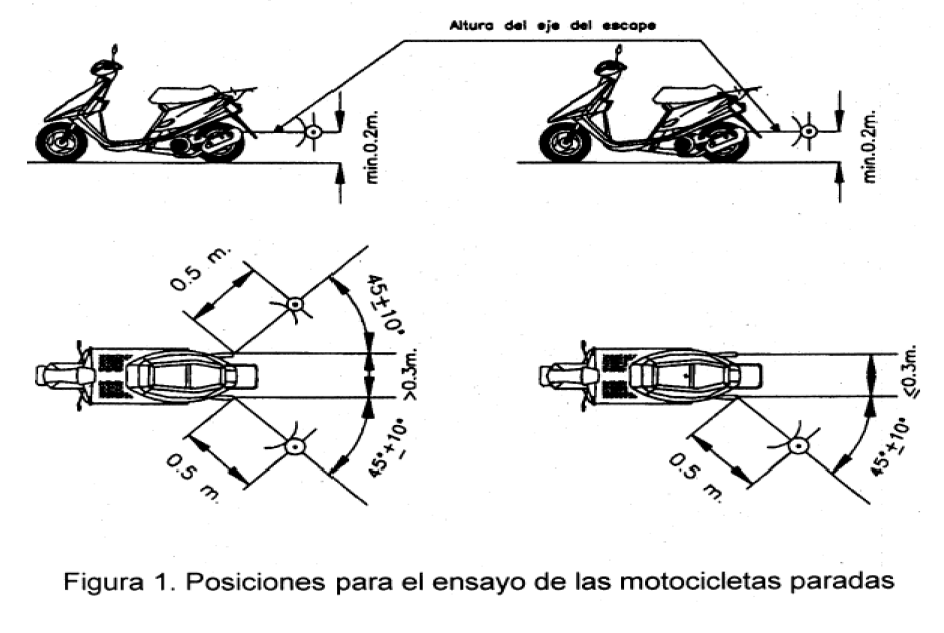 Altura del eje del escape
min.0.2m.
min.0.2m.
0.5 m.
45±10°
>0.3m.
45°±10°
0.5 m.
≤0.3m.
45°±10°
0.5 m.
Figura 1. Posiciones para el ensayo de las motocicletas paradas